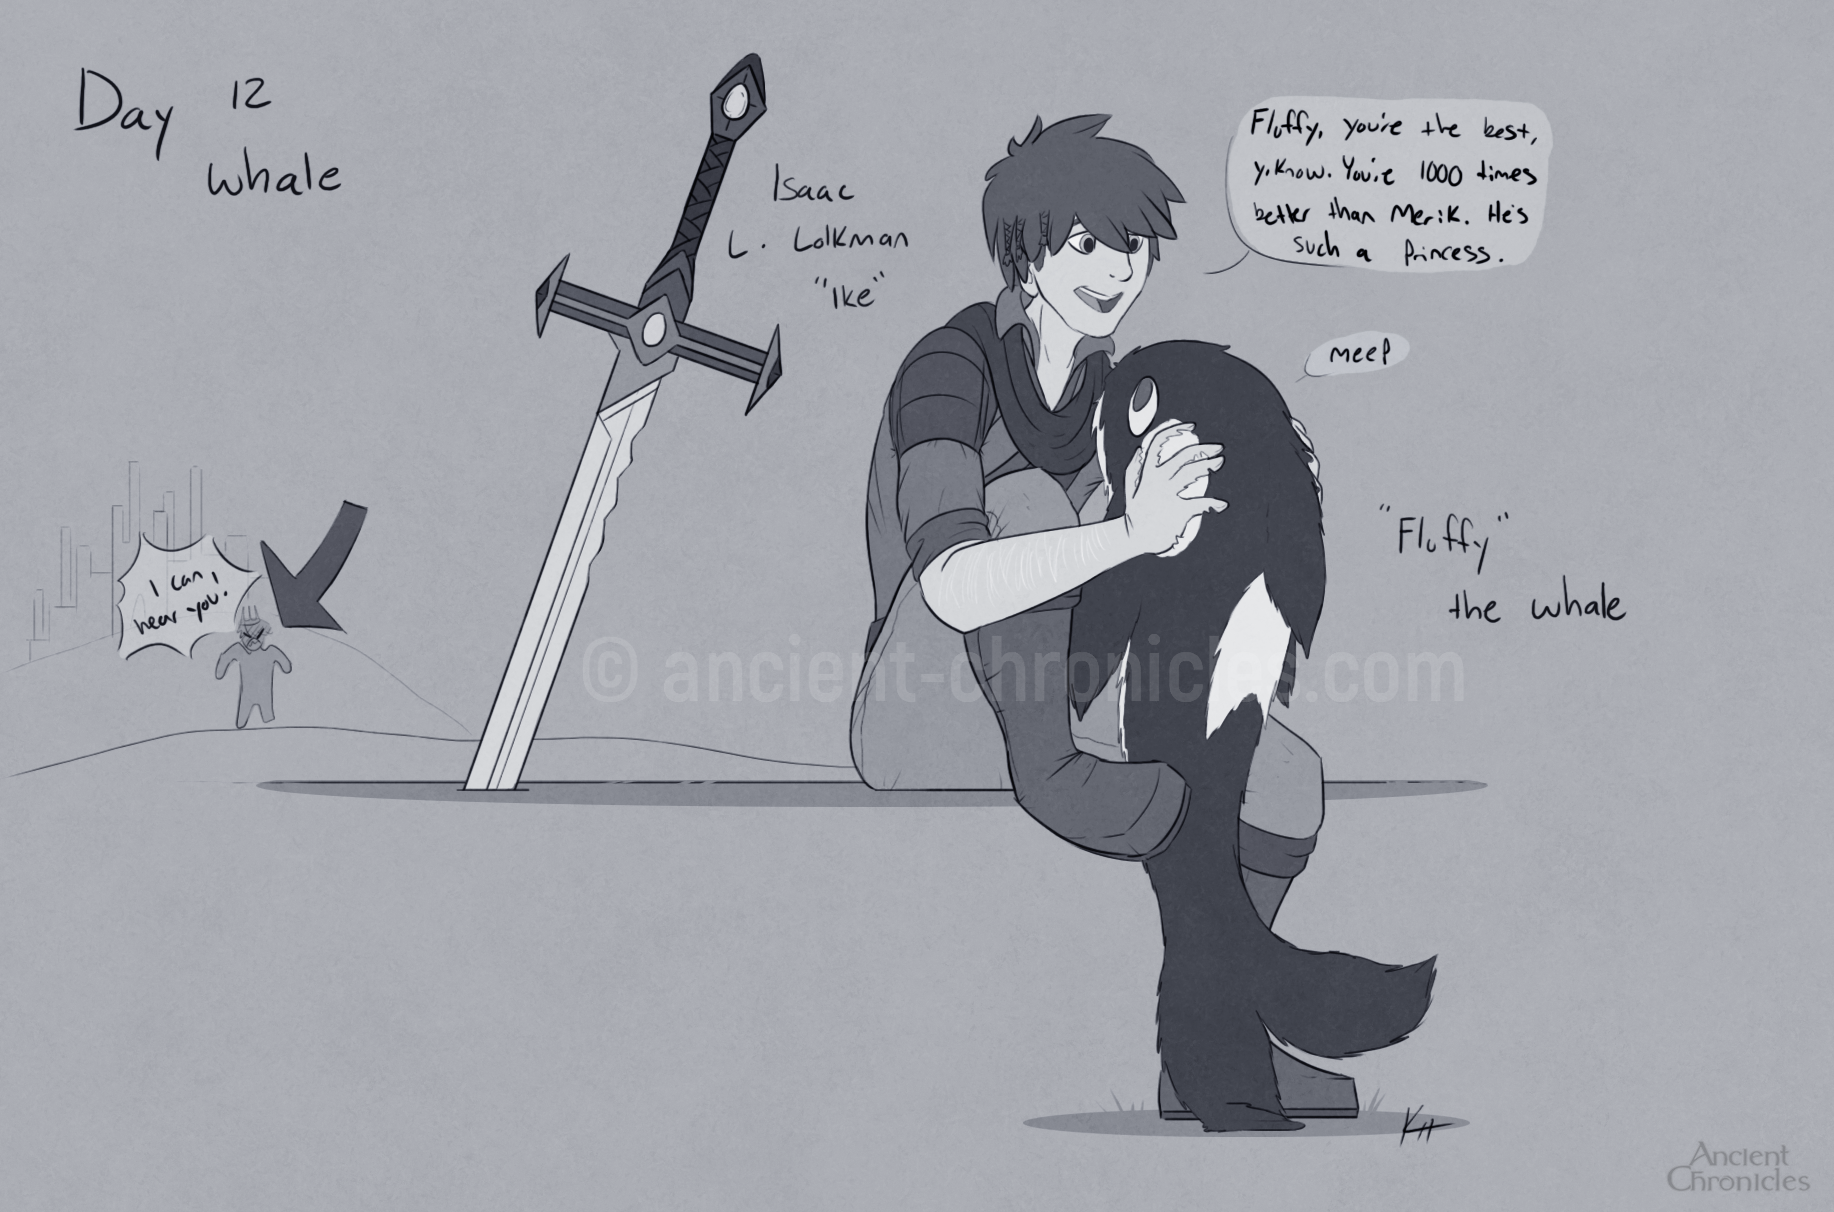 Day 12
whale
Isaac
L. Lolkman
"Ike"
Fluffy, you're the best,
y'know. You're 1000 times
better than Merik. He's
such a Princess.
meep
"Fluffy"
the whale
I can
hear you!
© ancient-chronicles.com
Ancient
Chronicles